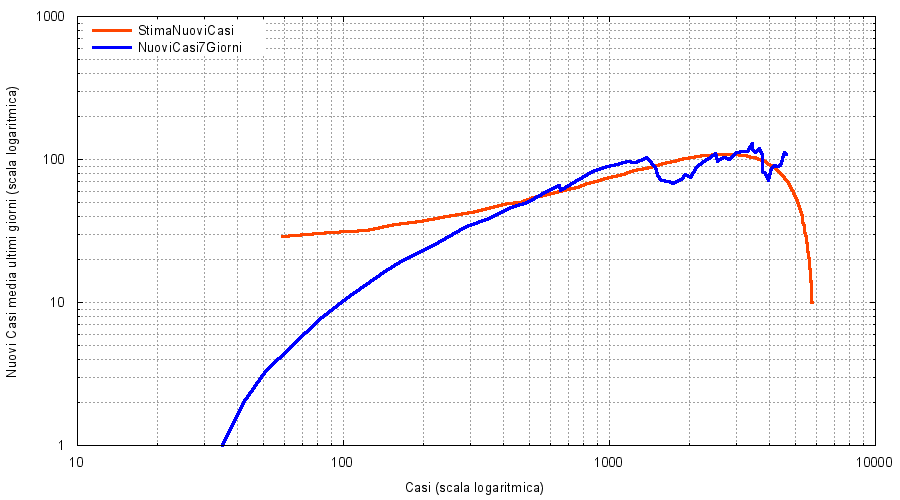 Nuovi Casi media ultimi giorni (scala logaritmica)
1000
100
10
1
StimaNuoviCasi
NuoviCasi7Giorni
10
100
1000
10000
Casi (scala logaritmica)